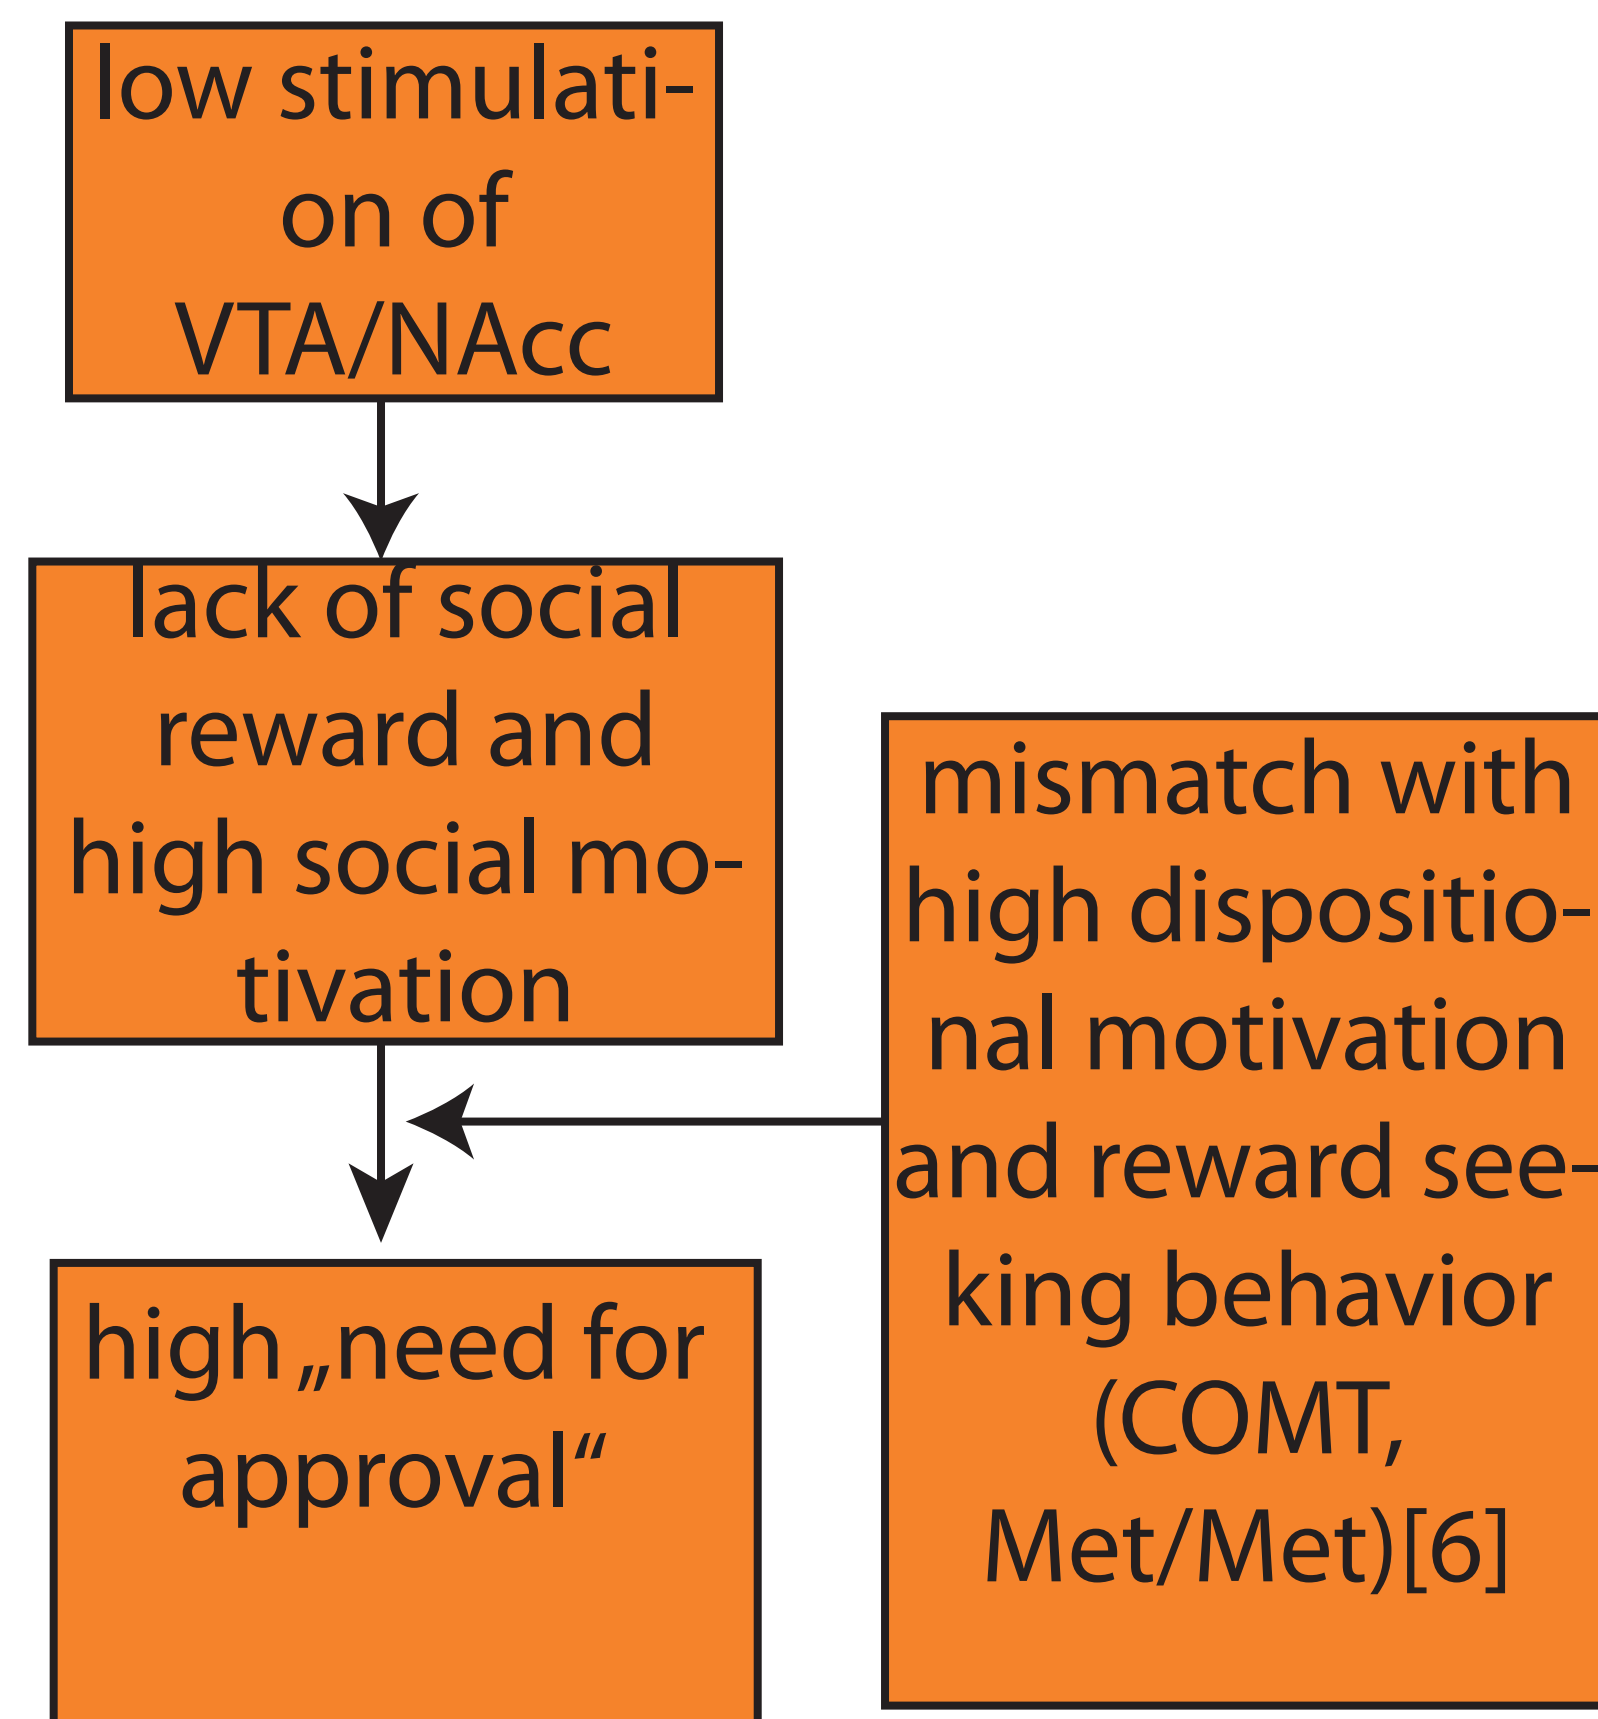 low stimulati-
on of
VTA/NAcc
lack of social
reward and
high social mo-
tivation
mismatch with
high dispositio-
nal motivation
and reward see-
king behavior
(COMT,
Met/Met)[6]
high „need for
approval“